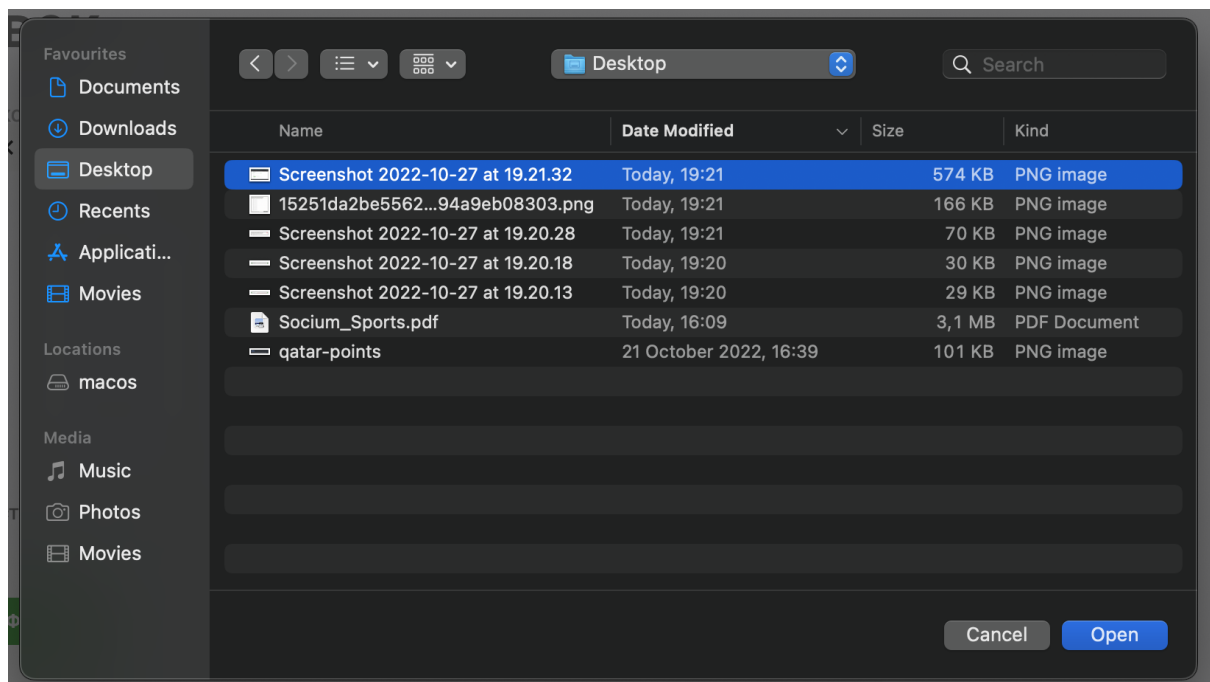 Favourites
Documents
Downloads
Desktop
Recents
Applicati...
Movies
Locations
macos
Media
Music
Photos
Movies
Desktop
Search
Name Date Modified Size Kind
Screenshot 2022-10-27 at 19.21.32 Today, 19:21 574 KB PNG image
15251da2be5562...94a9eb08303.png Today, 19:21 166 KB PNG image
Screenshot 2022-10-27 at 19.20.28 Today, 19:21 70 KB PNG image
Screenshot 2022-10-27 at 19.20.18 Today, 19:20 30 KB PNG image
Screenshot 2022-10-27 at 19.20.13 Today, 19:20 29 KB PNG image
Socium_Sports.pdf Today, 16:09 3,1 MB PDF Document
qatar-points 21 October 2022, 16:39 101 KB PNG image
Cancel Open